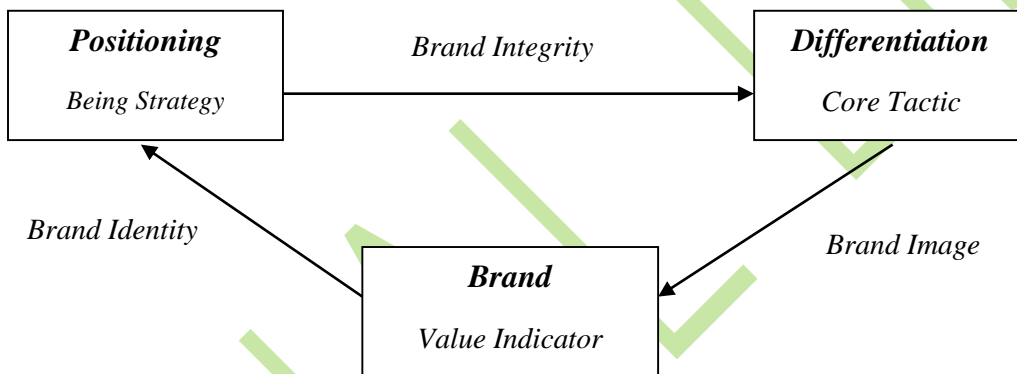 Positioning
Being Strategy
Brand Integrity
Differentiation
Core Tactic
Brand Identity
Brand Image
Brand
Value Indicator